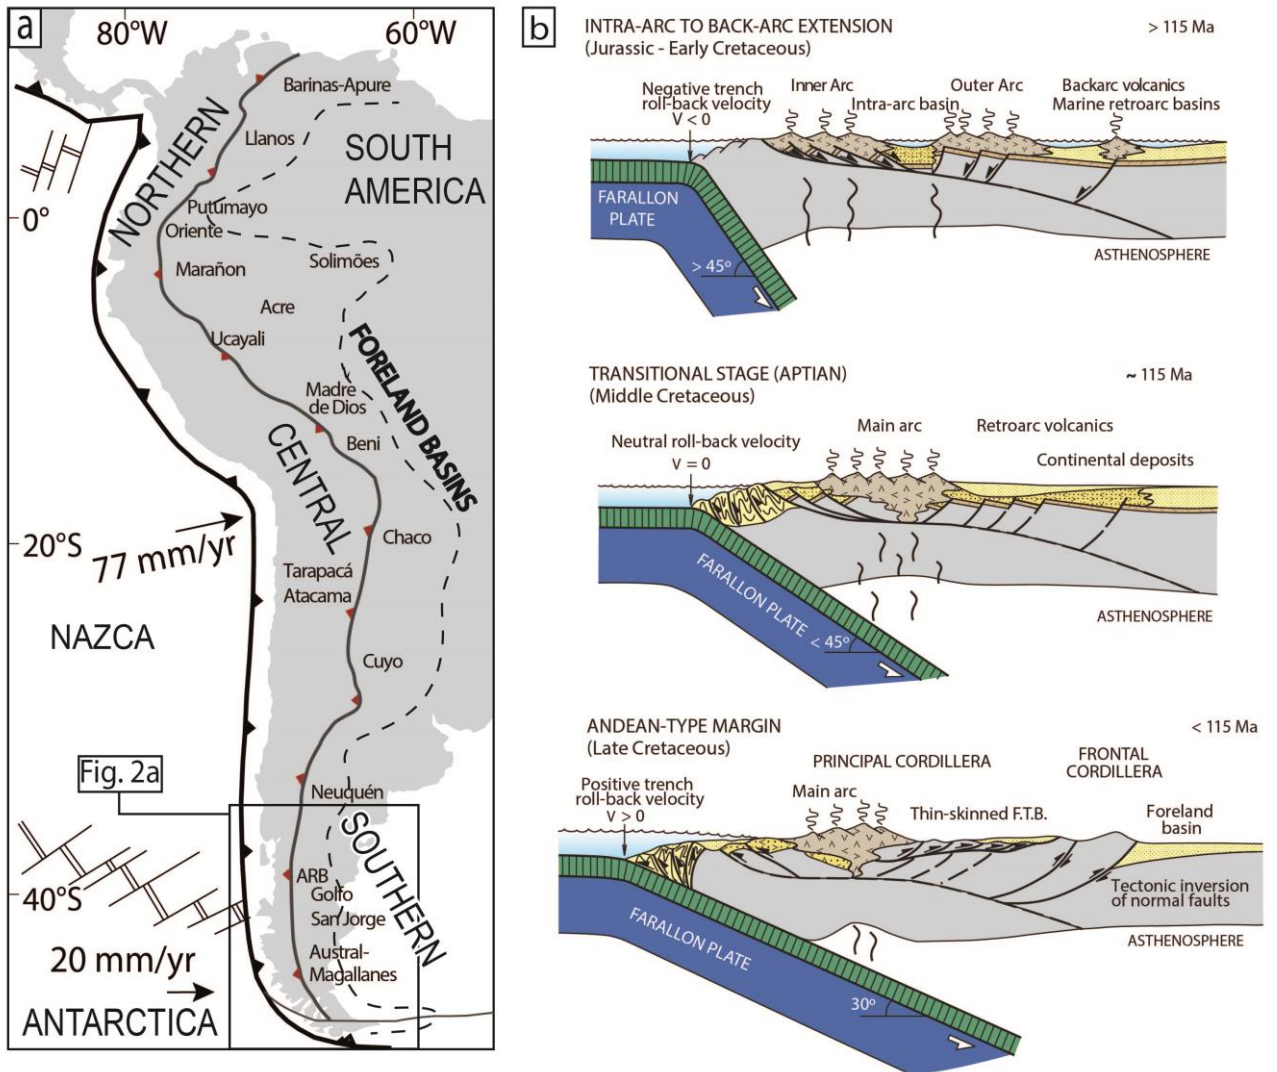 a
80°W
60°W
Barinas-Apure
Llanos
NORTHERN
SOUTH
AMERICA
0°
Putumayo
Oriente
Solimões
Marañon
Acre
Ucayali
FORELAND BASINS
Madre
de Dios
Beni
CENTRAL
20°S
77 mm/yr
Chaco
Tarapacá
Atacama
NAZCA
Cuyo
Fig. 2a
Neuquén
SOUTHERN
40°S
ARB
Golfo
San Jorge
20 mm/yr
Austral-
Magallanes
ANTARCTICA
b
INTRA-ARC TO BACK-ARC EXTENSION
(Jurassic - Early Cretaceous)
> 115 Ma
Negative trench
roll-back velocity
V < 0
Inner Arc
Intra-arc basin
Outer Arc
Backarc volcanics
Marine retroarc basins
FARALLON
PLATE
> 45º
ASTHENOSPHERE
TRANSITIONAL STAGE (APTIAN)
(Middle Cretaceous)
~ 115 Ma
Neutral roll-back velocity
V = 0
Main arc
Retroarc volcanics
Continental deposits
FARALLON PLATE
< 45º
ASTHENOSPHERE
ANDEAN-TYPE MARGIN
(Late Cretaceous)
< 115 Ma
PRINCIPAL CORDILLERA
FRONTAL
CORDILLERA
Positive trench
roll-back velocity
V > 0
Main arc
Thin-skinned F.T.B.
Foreland
basin
Tectonic inversion
of normal faults
FARALLON PLATE
30º
ASTHENOSPHERE